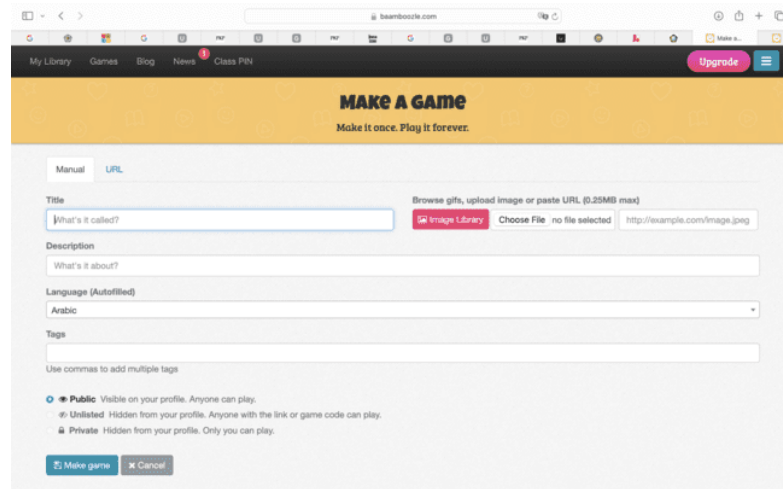 baamboozle.com
Make a...
My Library Games Blog News 1 Class PIN
Upgrade
MAKE A GAME
Make it once. Play it forever.
Manual URL
Title
What's it called?
Browse gifs, upload image or paste URL (0.25MB max)
Image Library Choose File no file selected http://example.com/image.jpeg
Description
What's it about?
Language (Autofilled)
Arabic
Tags
Use commas to add multiple tags
Public Visible on your profile. Anyone can play.
Unlisted Hidden from your profile. Anyone with the link or game code can play.
Private Hidden from your profile. Only you can play.
Make game Cancel